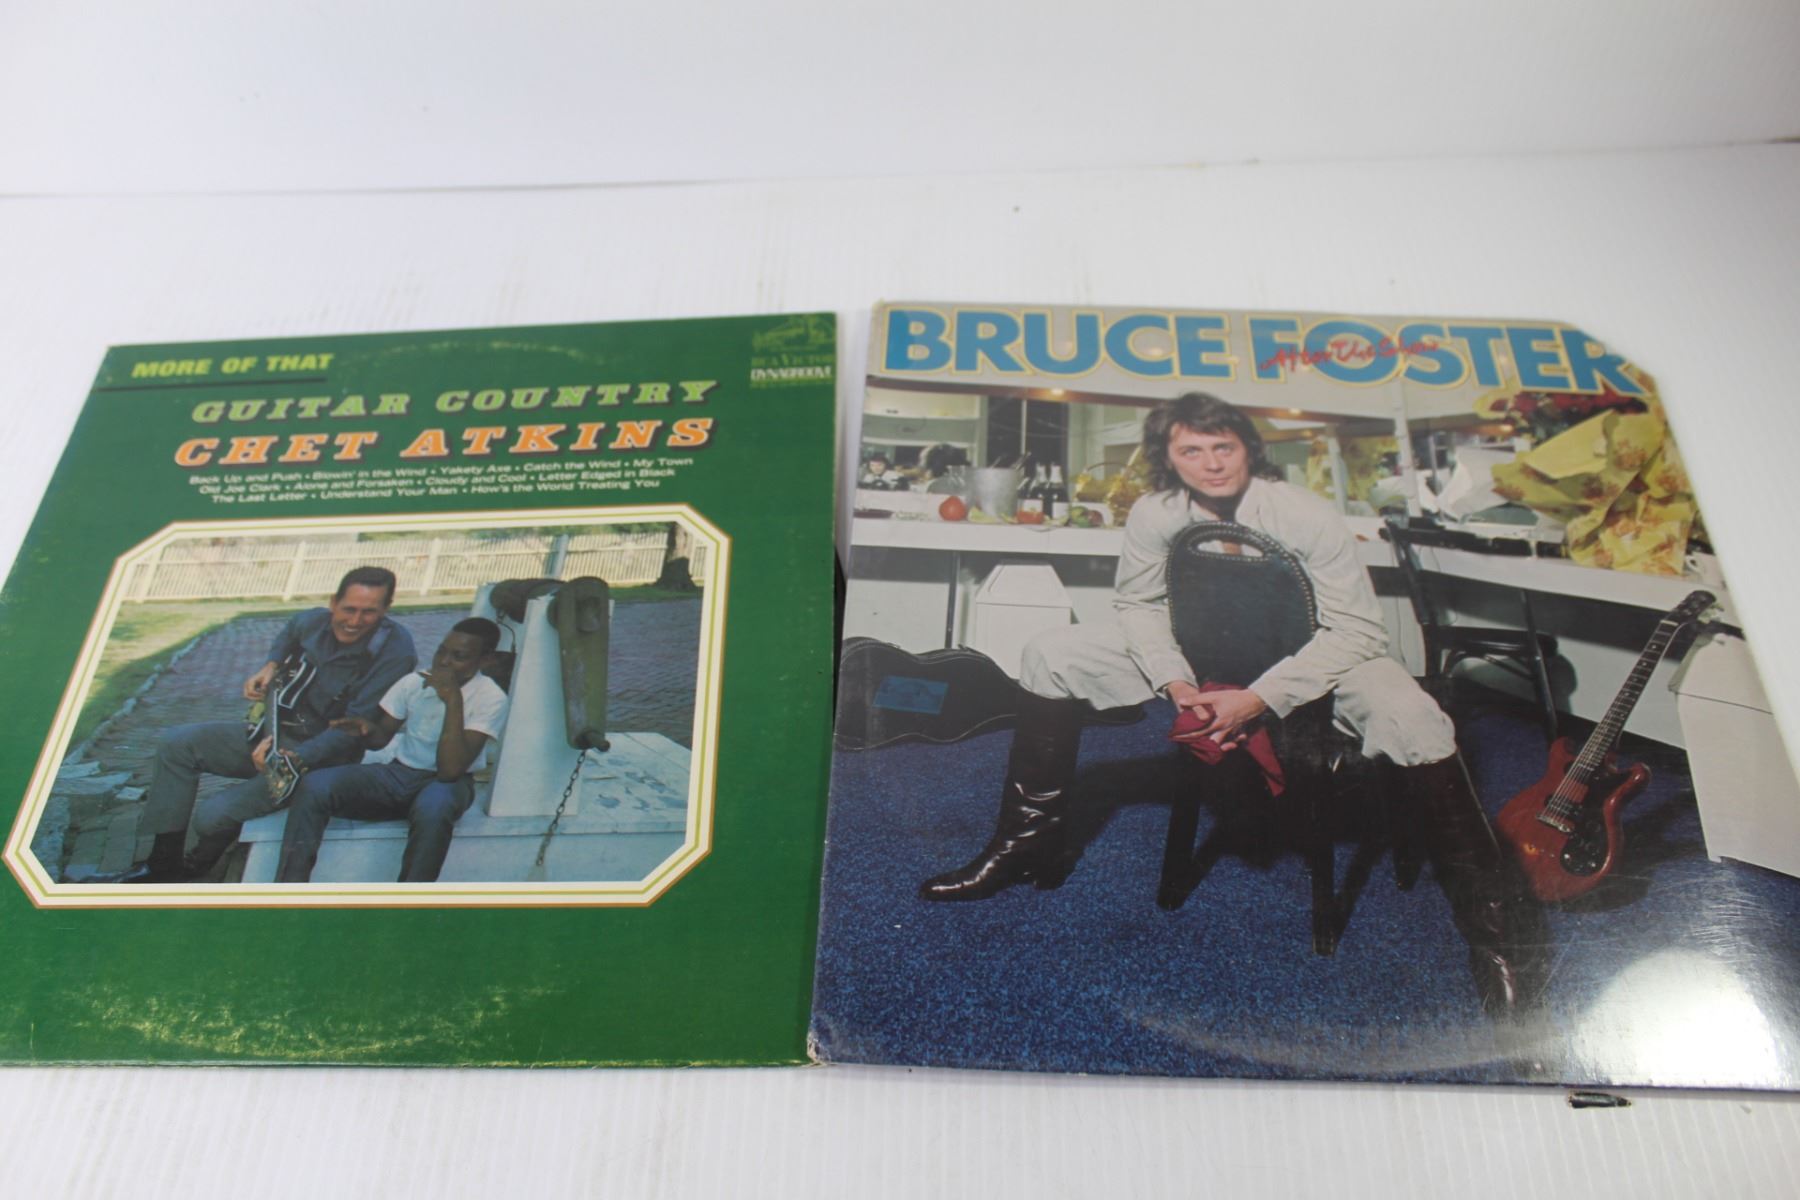 MORE OF THAT
GUITAR COUNTRY
CHET ATKINS
Back Up and Push • Blowin' in the Wind • Yakety Axe • Catch the Wind • My Town
Old Joe Clark • Alone and Forsaken • Cloudy and Cool • Letter Edged in Black
The Last Letter • Understand Your Man • How's the World Treating You
RCA VICTOR
DYNAGROOVE
BRUCE FOSTER
After The Show